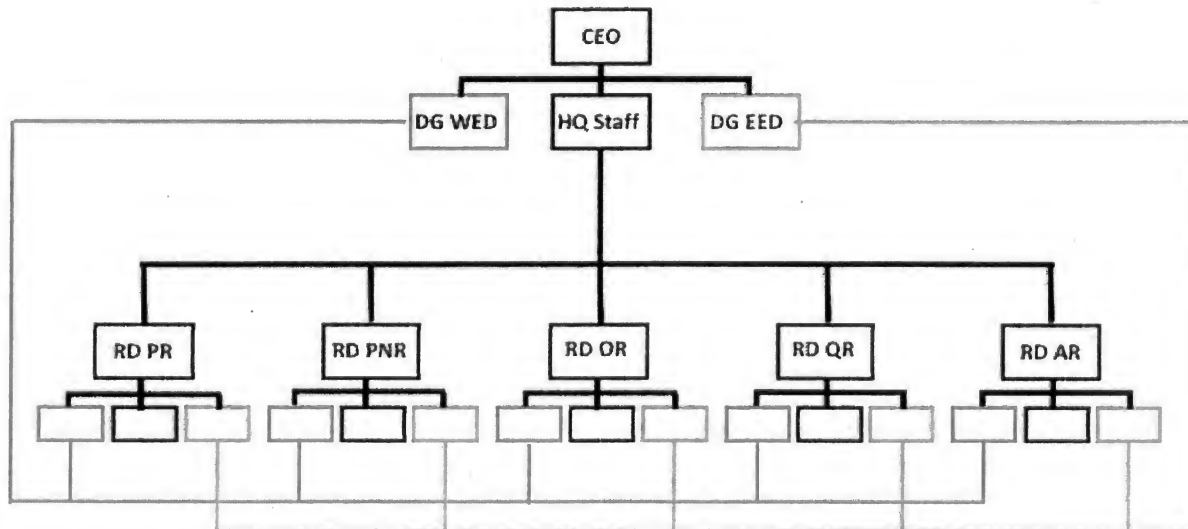 CEO
DG WED
HQ Staff
DG EED
RD PR
RD PNR
RD OR
RD QR
RD AR